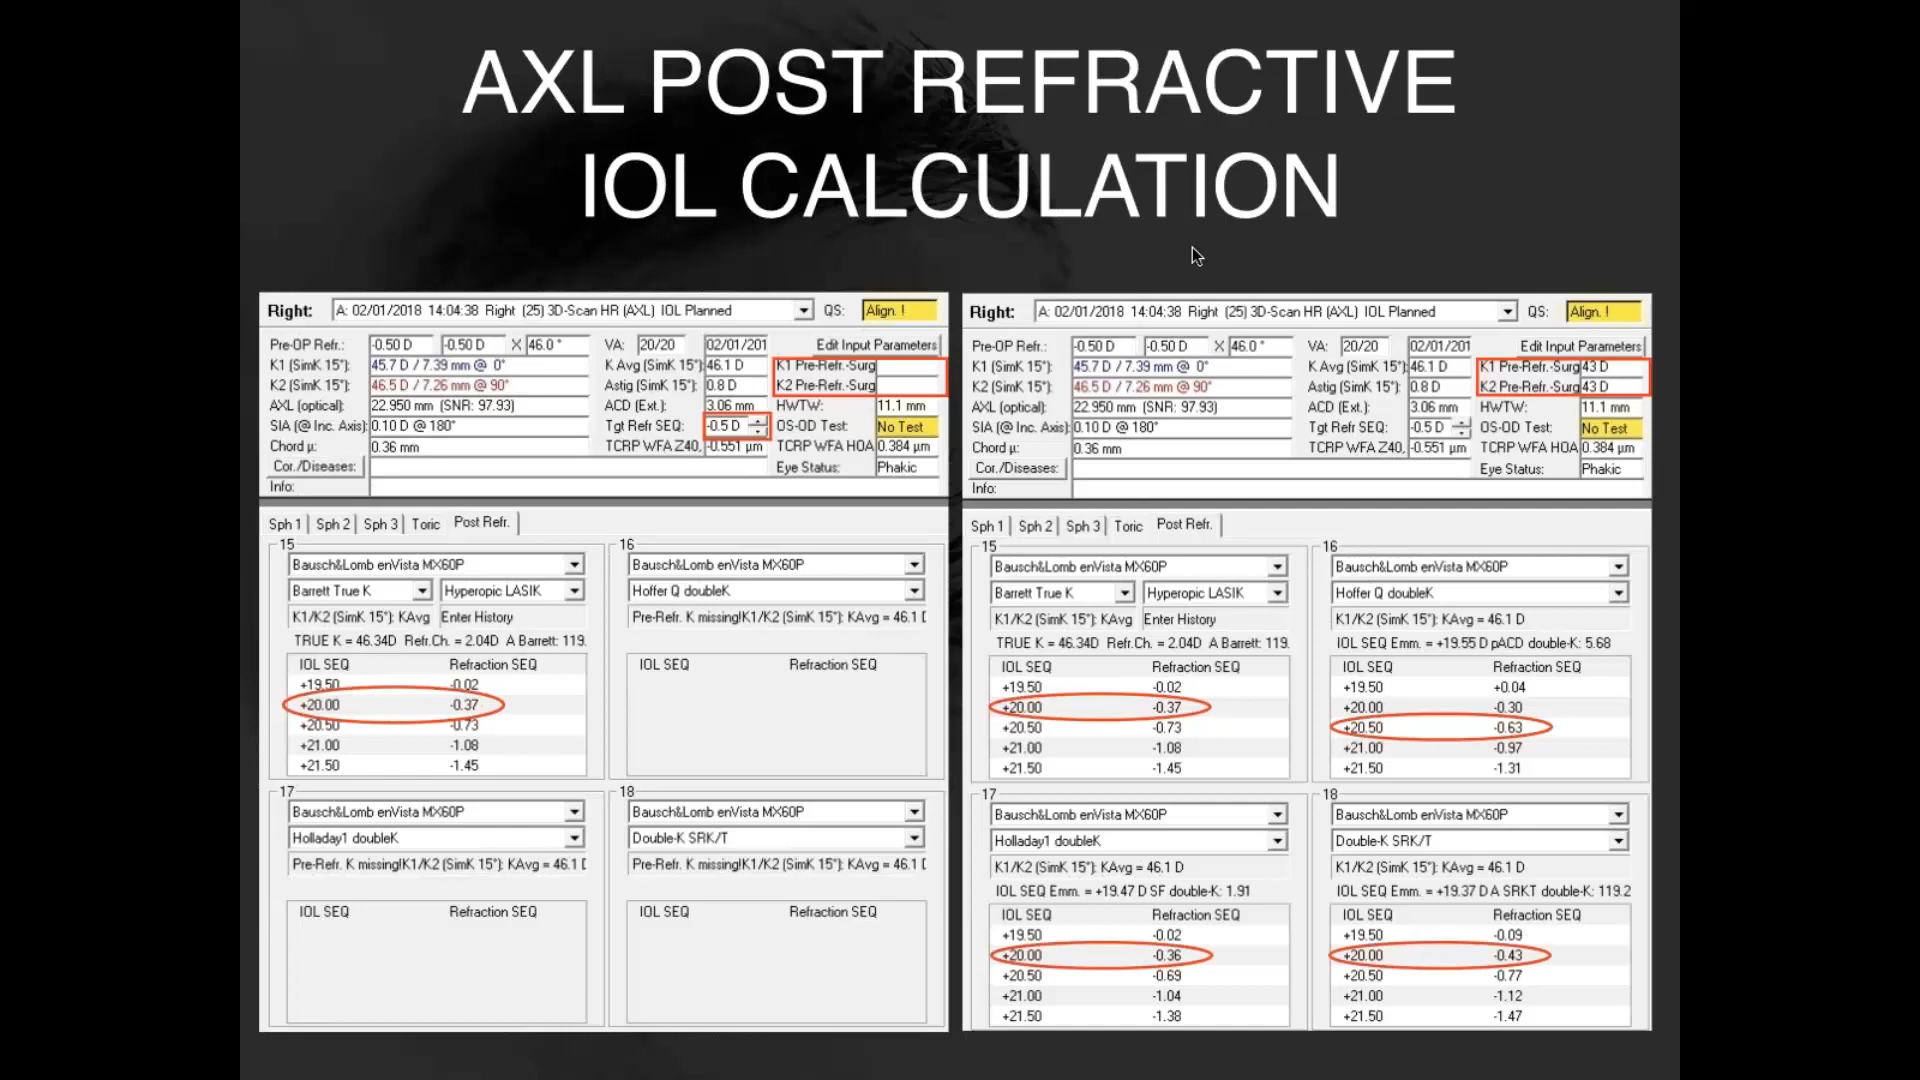 AXL POST REFRACTIVE
IOL CALCULATION
Right: A: 02/01/2018 14:04:38 Right (25) 3D-Scan HR (AXL) IOL Planned QS: Align. !
Pre-OP Refr.: -0.50 D -0.50 D X 46.0 ° VA: 20/20 02/01/201 Edit Input Parameters
K1 (SimK 15°): 45.7 D / 7.39 mm @ 0° K Avg (SimK 15°): 46.1 D K1 Pre-Refr.-Surg
K2 (SimK 15°): 46.5 D / 7.26 mm @ 90° Astig (SimK 15°): 0.8 D K2 Pre-Refr.-Surg
AXL (optical): 22.950 mm (SNR: 97.93) ACD (Ext.): 3.06 mm HWTW: 11.1 mm
SIA (@ Inc. Axis): 0.10 D @ 180° Tgt Refr SEQ: -0.5 D OS-OD Test: No Test
Chord µ: 0.36 mm TCRP WFA Z40, -0.551 µm TCRP WFA HOA 0.384 µm
Cor./Diseases: Eye Status: Phakic
Info:
Sph 1 Sph 2 Sph 3 Toric Post Refr.
15
Bausch&Lomb enVista MX60P
Barrett True K Hyperopic LASIK
K1/K2 (SimK 15°): KAvg Enter History
TRUE K = 46.34D Ref.Ch. = 2.04D A Barrett: 119.
IOL SEQ Refraction SEQ
+19.50 -0.02
+20.00 -0.37
+20.50 -0.73
+21.00 -1.08
+21.50 -1.45
16
Bausch&Lomb enVista MX60P
Hoffer Q doubleK
Pre-Refr. K missing!K1/K2 (SimK 15°): KAvg = 46.1 D
IOL SEQ Refraction SEQ
17
Bausch&Lomb enVista MX60P
Holladay1 doubleK
Pre-Refr. K missing!K1/K2 (SimK 15°): KAvg = 46.1 D
IOL SEQ Refraction SEQ
18
Bausch&Lomb enVista MX60P
Double-K SRK/T
Pre-Refr. K missing!K1/K2 (SimK 15°): KAvg = 46.1 D
IOL SEQ Refraction SEQ
Right: A: 02/01/2018 14:04:38 Right (25) 3D-Scan HR (AXL) IOL Planned QS: Align. !
Pre-OP Refr.: -0.50 D -0.50 D X 46.0 ° VA: 20/20 02/01/201 Edit Input Parameters
K1 (SimK 15°): 45.7 D / 7.39 mm @ 0° K Avg (SimK 15°): 46.1 D K1 Pre-Refr.-Surg 43 D
K2 (SimK 15°): 46.5 D / 7.26 mm @ 90° Astig (SimK 15°): 0.8 D K2 Pre-Refr.-Surg 43 D
AXL (optical): 22.950 mm (SNR: 97.93) ACD (Ext.): 3.06 mm HWTW: 11.1 mm
SIA (@ Inc. Axis): 0.10 D @ 180° Tgt Refr SEQ: -0.5 D OS-OD Test: No Test
Chord µ: 0.36 mm TCRP WFA Z40, -0.551 µm TCRP WFA HOA 0.384 µm
Cor./Diseases: Eye Status: Phakic
Info:
Sph 1 Sph 2 Sph 3 Toric Post Refr.
15
Bausch&Lomb enVista MX60P
Barrett True K Hyperopic LASIK
K1/K2 (SimK 15°): KAvg Enter History
TRUE K = 46.34D Refr.Ch. = 2.04D A Barrett: 119.
IOL SEQ Refraction SEQ
+19.50 -0.02
+20.00 -0.37
+20.50 -0.73
+21.00 -1.08
+21.50 -1.45
16
Bausch&Lomb enVista MX60P
Hoffer Q doubleK
K1/K2 (SimK 15°): KAvg = 46.1 D
IOL SEQ Emm. = +19.55 D pACD double-K: 5.68
IOL SEQ Refraction SEQ
+19.50 +0.04
+20.00 -0.30
+20.50 -0.63
+21.00 -0.97
+21.50 -1.31
17
Bausch&Lomb enVista MX60P
Holladay1 doubleK
K1/K2 (SimK 15°): KAvg = 46.1 D
IOL SEQ Emm. = +19.47 D SF double-K: 1.91
IOL SEQ Refraction SEQ
+19.50 -0.02
+20.00 -0.36
+20.50 -0.69
+21.00 -1.04
+21.50 -1.38
18
Bausch&Lomb enVista MX60P
Double-K SRK/T
K1/K2 (SimK 15°): KAvg = 46.1 D
IOL SEQ Emm. = +19.37 D A SRKT double-K: 119.2
IOL SEQ Refraction SEQ
+19.50 -0.09
+20.00 -0.43
+20.50 -0.77
+21.00 -1.12
+21.50 -1.47